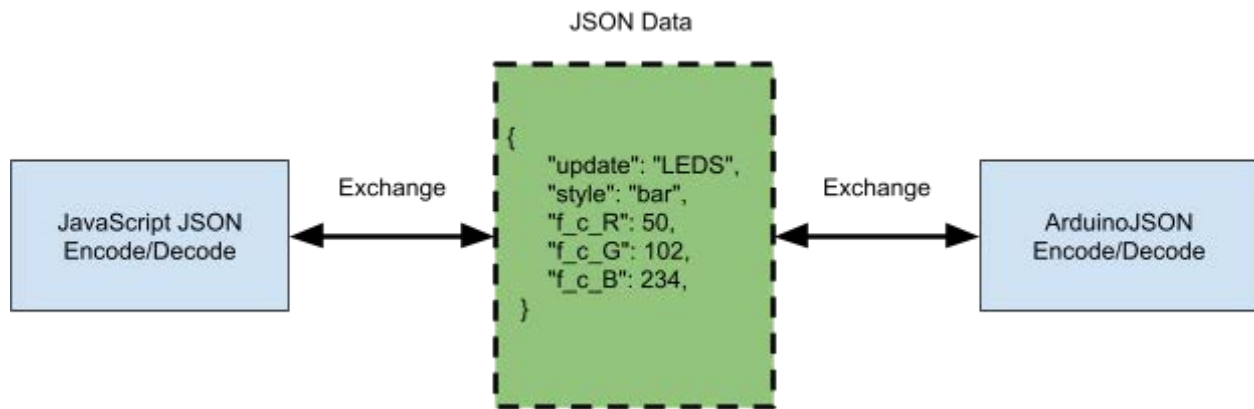 JSON Data
JavaScript JSON
Encode/Decode
Exchange
{
"update": "LEDS",
"style": "bar",
"f_c_R": 50,
"f_c_G": 102,
"f_c_B": 234,
}
Exchange
ArduinoJSON
Encode/Decode